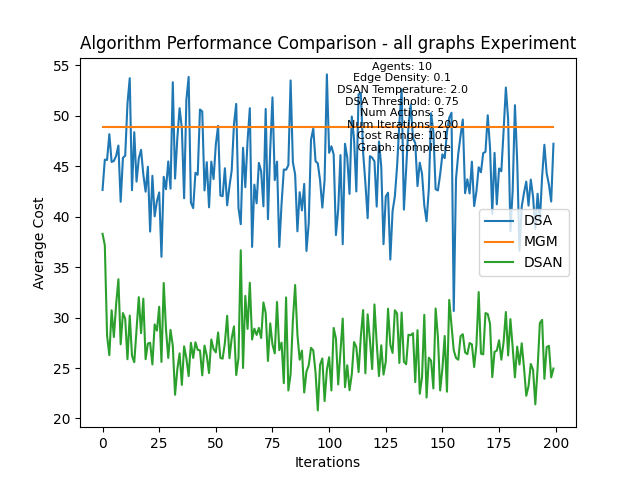 Algorithm Performance Comparison - all graphs Experiment
Agents: 10
Edge Density: 0.1
DSAN Temperature: 2.0
DSA Threshold: 0.75
Num Actions: 5
Num Iterations: 200
Cost Range: 101
Graph: complete
55
50
45
40
35
30
25
20
Average Cost
DSA
MGM
DSAN
0 25 50 75 100 125 150 175 200
Iterations